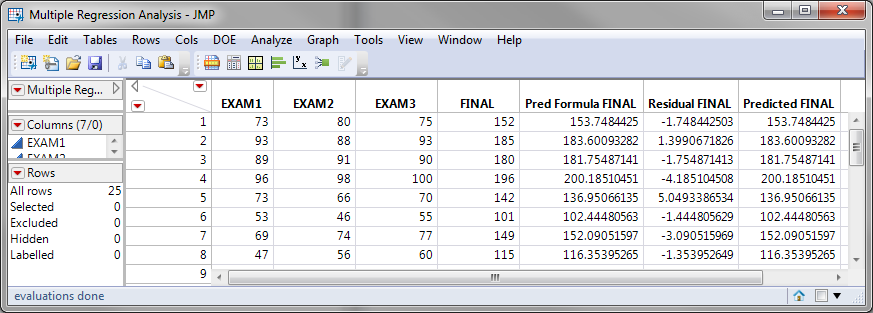 Multiple Regression Analysis - JMP
File Edit Tables Rows Cols DOE Analyze Graph Tools View Window Help
Multiple Reg...
Columns (7/0)
EXAM1
EXAM2
Rows
All rows 25
Selected 0
Excluded 0
Hidden 0
Labelled 0
EXAM1 EXAM2 EXAM3 FINAL Pred Formula FINAL Residual FINAL Predicted FINAL
1 73 80 75 152 153.7484425 -1.748442503 153.7484425
2 93 88 93 185 183.60093282 1.3990671826 183.60093282
3 89 91 90 180 181.75487141 -1.754871413 181.75487141
4 96 98 100 196 200.18510451 -4.185104508 200.18510451
5 73 66 70 142 136.95066135 5.0493386534 136.95066135
6 53 46 55 101 102.44480563 -1.444805629 102.44480563
7 69 74 77 149 152.09051597 -3.090515969 152.09051597
8 47 56 60 115 116.35395265 -1.353952649 116.35395265
9
evaluations done